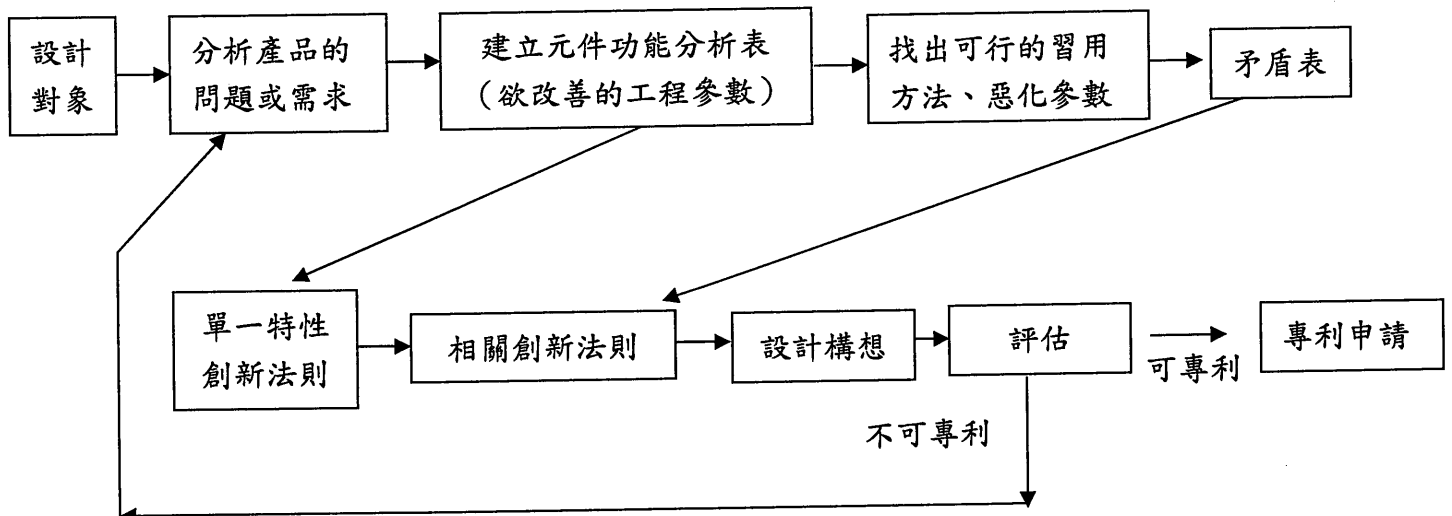 設計
對象
分析產品的
問題或需求
建立元件功能分析表
（欲改善的工程參數）
找出可行的習用
方法、惡化參數
矛盾表
單一特性
創新法則
相關創新法則
設計構想
評估
可專利
專利申請
不可專利